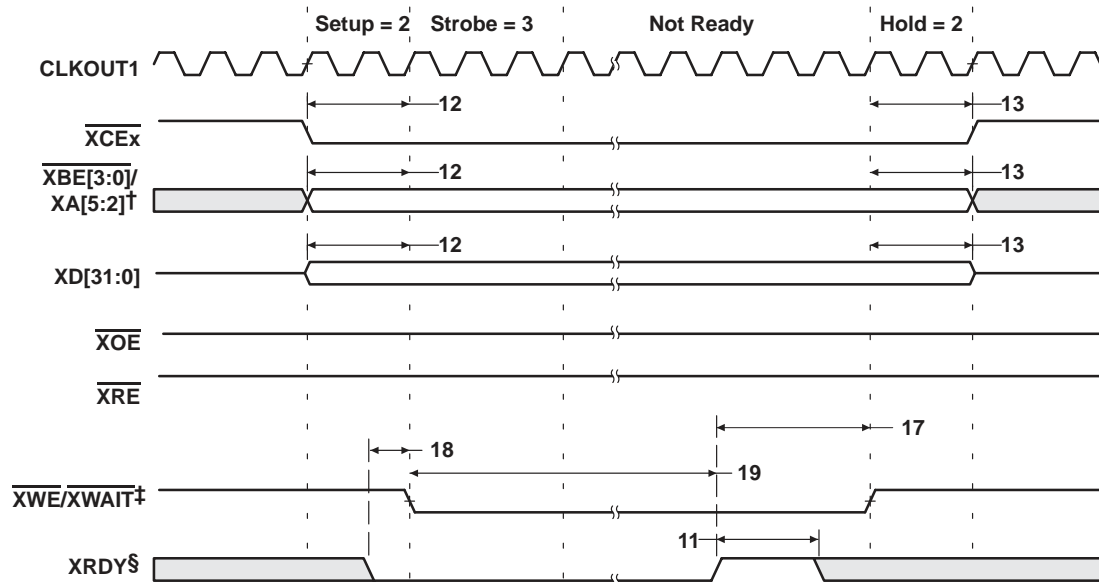 Setup = 2 Strobe = 3 Not Ready Hold = 2
CLKOUT1
12 13
XCEx
12 13
XBE[3:0]/
XA[5:2]†
12 13
XD[31:0]
XOE
XRE
17
18
19
XWE/XWAIT‡
11
XRDY§